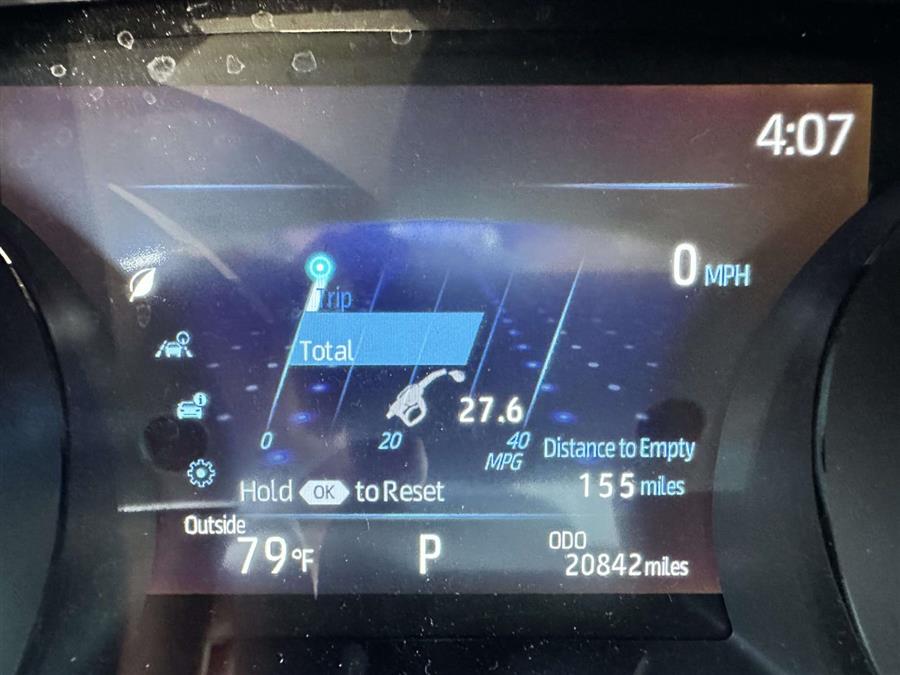 4:07
0 MPH
Trip
Total
27.6
0 20 40
MPG
Distance to Empty
155 miles
Hold OK to Reset
Outside
79°F
P
ODO
20842 miles